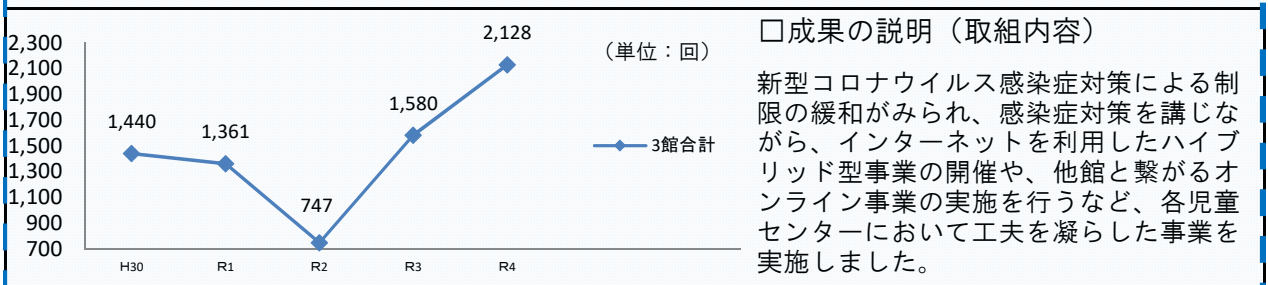 2,300
2,100
1,900
1,700
1,500
1,300
1,100
900
700
1,440
1,361
747
1,580
2,128
H30
R1
R2
R3
R4
（単位：回）
3館合計
□成果の説明（取組内容）
新型コロナウイルス感染症対策による制
限の緩和がみられ、感染症対策を講じな
がら、インターネットを利用したハイブ
リッド型事業の開催や、他館と繋がるオ
ンライン事業の実施を行うなど、各児童
センターにおいて工夫を凝らした事業を
実施しました。